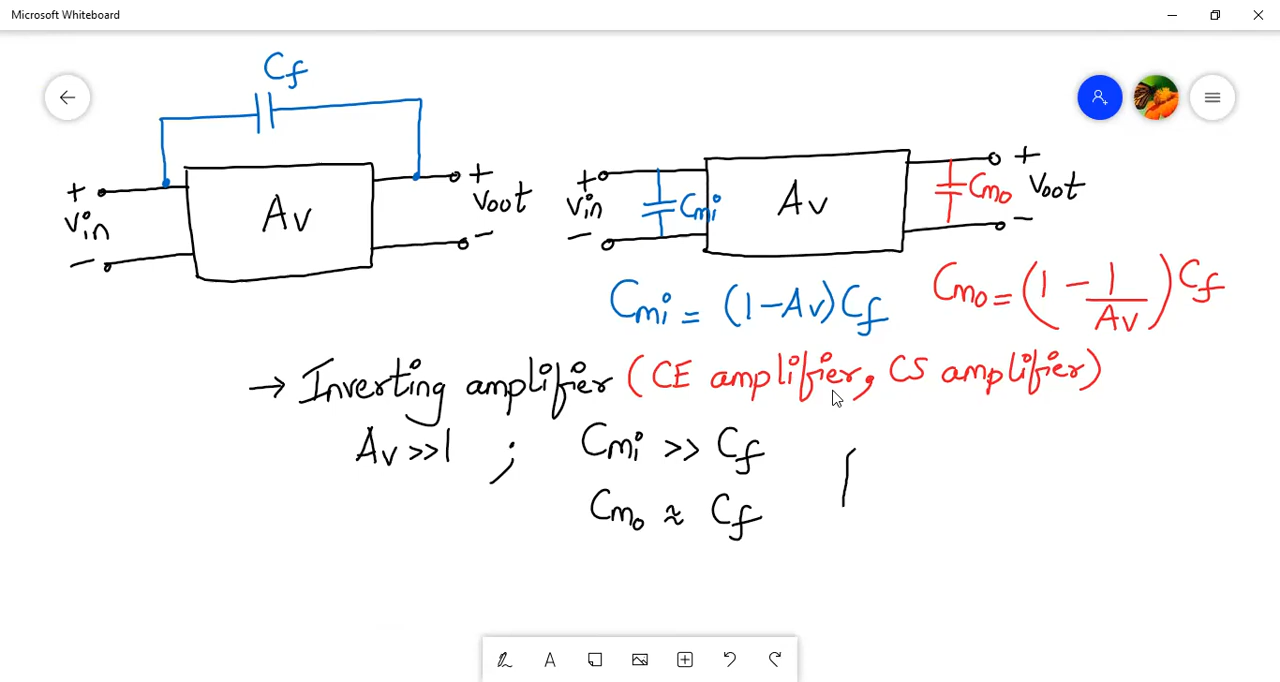 Microsoft Whiteboard
Cf
+ Vin − Av + Vout −
+ Vin − Cmi Av Cmo + Vout −
Cmi = (1-Av)Cf
Cmo = (1 - 1/Av)Cf
→ Inverting amplifier (CE amplifier, CS amplifier)
Av >> 1 ; Cmi >> Cf
Cmo ≈ Cf
A